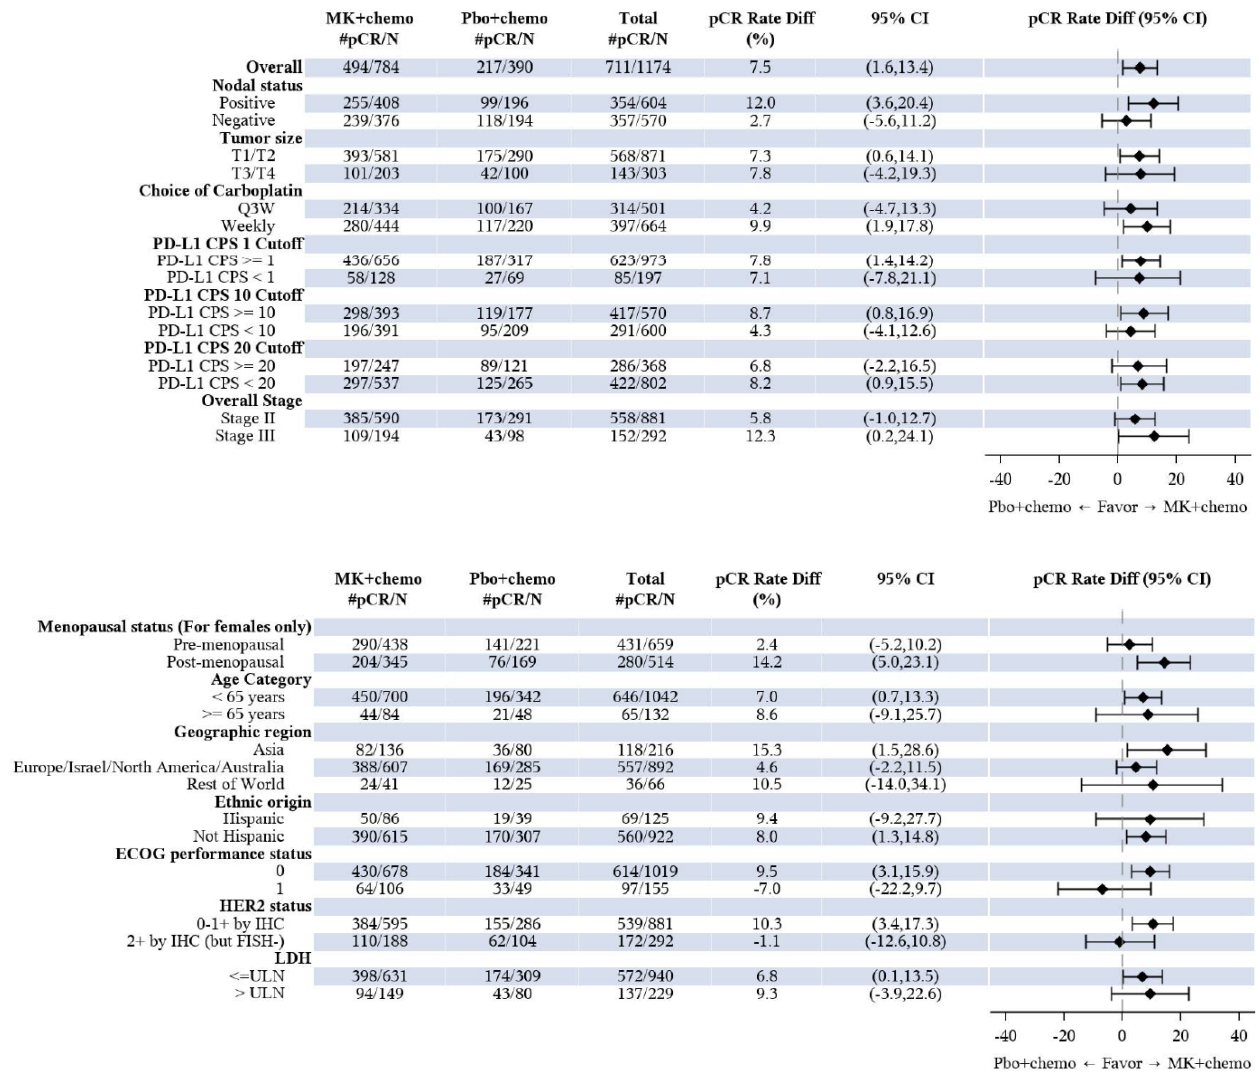 MK+chemo Pbo+chemo Total pCR Rate Diff 95% CI pCR Rate Diff (95% CI)
#pCR/N #pCR/N #pCR/N (%)
Overall 494/784 217/390 711/1174 7.5 (1.6,13.4)
Nodal status
Positive 255/408 99/196 354/604 12.0 (3.6,20.4)
Negative 239/376 118/194 357/570 2.7 (-5.6,11.2)
Tumor size
T1/T2 393/581 175/290 568/871 7.3 (0.6,14.1)
T3/T4 101/203 42/100 143/303 7.8 (-4.2,19.3)
Choice of Carboplatin
Q3W 214/334 100/167 314/501 4.2 (-4.7,13.3)
Weekly 280/444 117/220 397/664 9.9 (1.9,17.8)
PD-L1 CPS 1 Cutoff
PD-L1 CPS >= 1 436/656 187/317 623/973 7.8 (1.4,14.2)
PD-L1 CPS < 1 58/128 27/69 85/197 7.1 (-7.8,21.1)
PD-L1 CPS 10 Cutoff
PD-L1 CPS >= 10 298/393 119/177 417/570 8.7 (0.8,16.9)
PD-L1 CPS < 10 196/391 95/209 291/600 4.3 (-4.1,12.6)
PD-L1 CPS 20 Cutoff
PD-L1 CPS >= 20 197/247 89/121 286/368 6.8 (-2.2,16.5)
PD-L1 CPS < 20 297/537 125/265 422/802 8.2 (0.9,15.5)
Overall Stage
Stage II 385/590 173/291 558/881 5.8 (-1.0,12.7)
Stage III 109/194 43/98 152/292 12.3 (0.2,24.1)
-40 -20 0 20 40
Pbo+chemo ← Favor → MK+chemo
MK+chemo Pbo+chemo Total pCR Rate Diff 95% CI pCR Rate Diff (95% CI)
#pCR/N #pCR/N #pCR/N (%)
Menopausal status (For females only)
Pre-menopausal 290/438 141/221 431/659 2.4 (-5.2,10.2)
Post-menopausal 204/345 76/169 280/514 14.2 (5.0,23.1)
Age Category
< 65 years 450/700 196/342 646/1042 7.0 (0.7,13.3)
>= 65 years 44/84 21/48 65/132 8.6 (-9.1,25.7)
Geographic region
Asia 82/136 36/80 118/216 15.3 (1.5,28.6)
Europe/Israel/North America/Australia 388/607 169/285 557/892 4.6 (-2.2,11.5)
Rest of World 24/41 12/25 36/66 10.5 (-14.0,34.1)
Ethnic origin
Hispanic 50/86 19/39 69/125 9.4 (-9.2,27.7)
Not Hispanic 390/615 170/307 560/922 8.0 (1.3,14.8)
ECOG performance status
0 430/678 184/341 614/1019 9.5 (3.1,15.9)
1 64/106 33/49 97/155 -7.0 (-22.2,9.7)
HER2 status
0-1+ by IHC 384/595 155/286 539/881 10.3 (3.4,17.3)
2+ by IHC (but FISH-) 110/188 62/104 172/292 -1.1 (-12.6,10.8)
LDH
<=ULN 398/631 174/309 572/940 6.8 (0.1,13.5)
> ULN 94/149 43/80 137/229 9.3 (-3.9,22.6)
-40 -20 0 20 40
Pbo+chemo ← Favor → MK+chemo